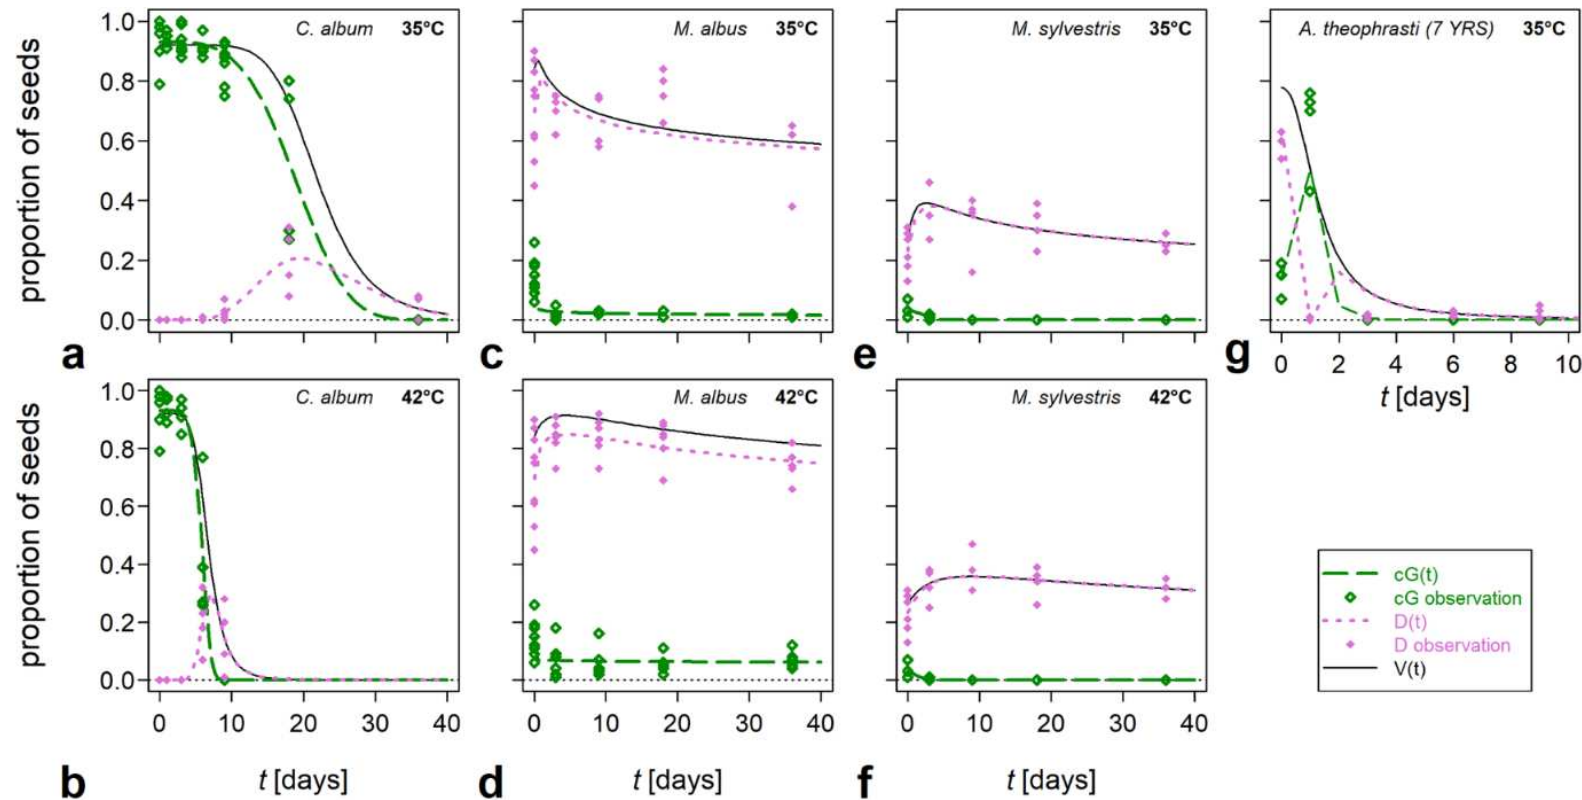 C. album 35°C
M. albus 35°C
M. sylvestris 35°C
A. theophrasti (7 YRS) 35°C
proportion of seeds
1.0
0.8
0.6
0.4
0.2
0.0
a
c
e
g
0 2 4 6 8 10
t [days]
C. album 42°C
M. albus 42°C
M. sylvestris 42°C
proportion of seeds
1.0
0.8
0.6
0.4
0.2
0.0
cG(t)
cG observation
D(t)
D observation
V(t)
0 10 20 30 40
0 10 20 30 40
0 10 20 30 40
b
t [days]
d
t [days]
f
t [days]